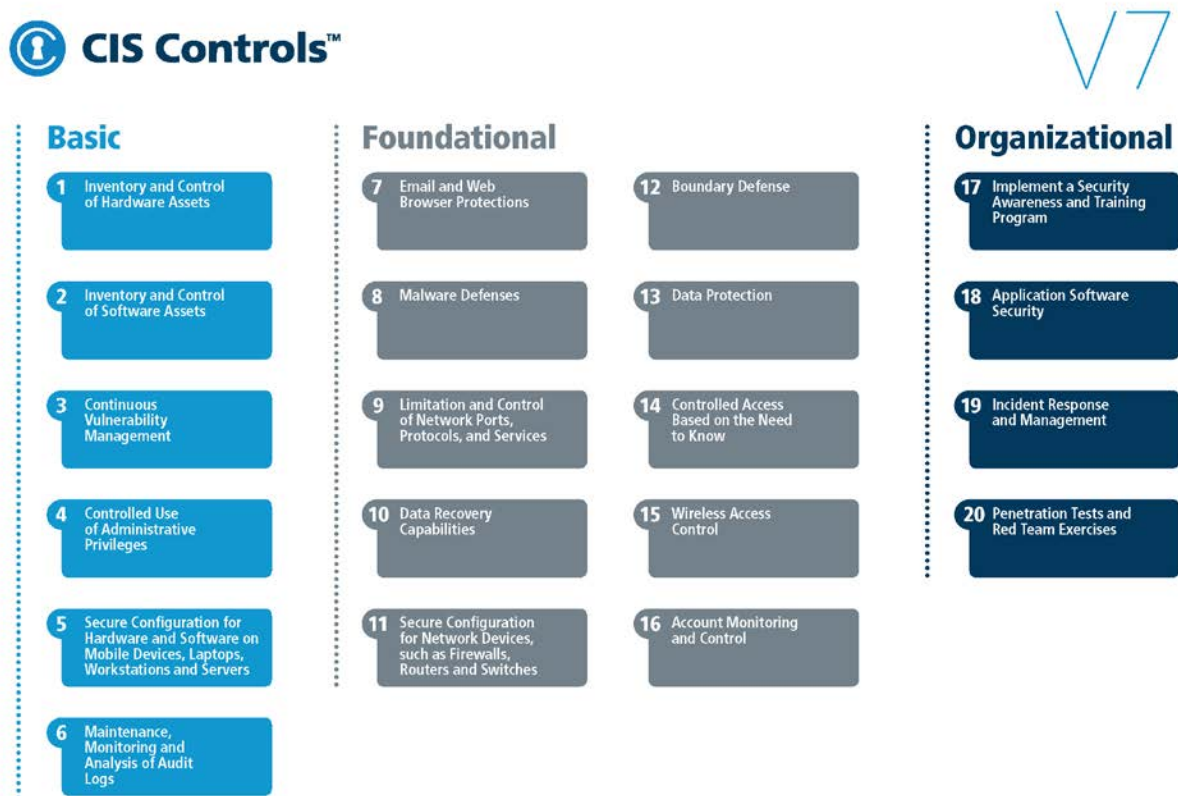 CIS Controls™
V7
Basic
1 Inventory and Control
of Hardware Assets
2 Inventory and Control
of Software Assets
3 Continuous
Vulnerability
Management
4 Controlled Use
of Administrative
Privileges
5 Secure Configuration for
Hardware and Software on
Mobile Devices, Laptops,
Workstations and Servers
6 Maintenance,
Monitoring and
Analysis of Audit
Logs
Foundational
7 Email and Web
Browser Protections
8 Malware Defenses
9 Limitation and Control
of Network Ports,
Protocols, and Services
10 Data Recovery
Capabilities
11 Secure Configuration
for Network Devices,
such as Firewalls,
Routers and Switches
12 Boundary Defense
13 Data Protection
14 Controlled Access
Based on the Need
to Know
15 Wireless Access
Control
16 Account Monitoring
and Control
Organizational
17 Implement a Security
Awareness and Training
Program
18 Application Software
Security
19 Incident Response
and Management
20 Penetration Tests and
Red Team Exercises